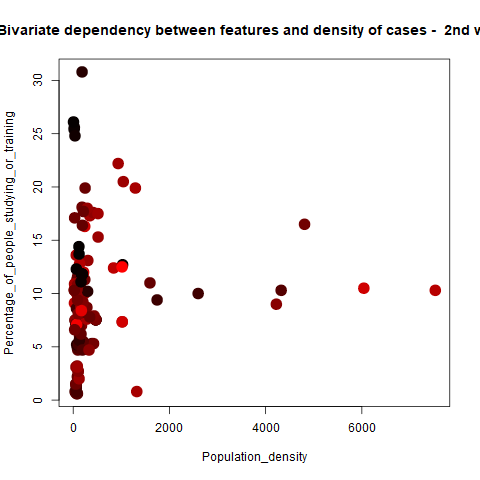 Bivariate dependency between features and density of cases - 2nd w
30
25
20
15
10
5
0
Percentage_of_people_studying_or_training
0 2000 4000 6000
Population_density